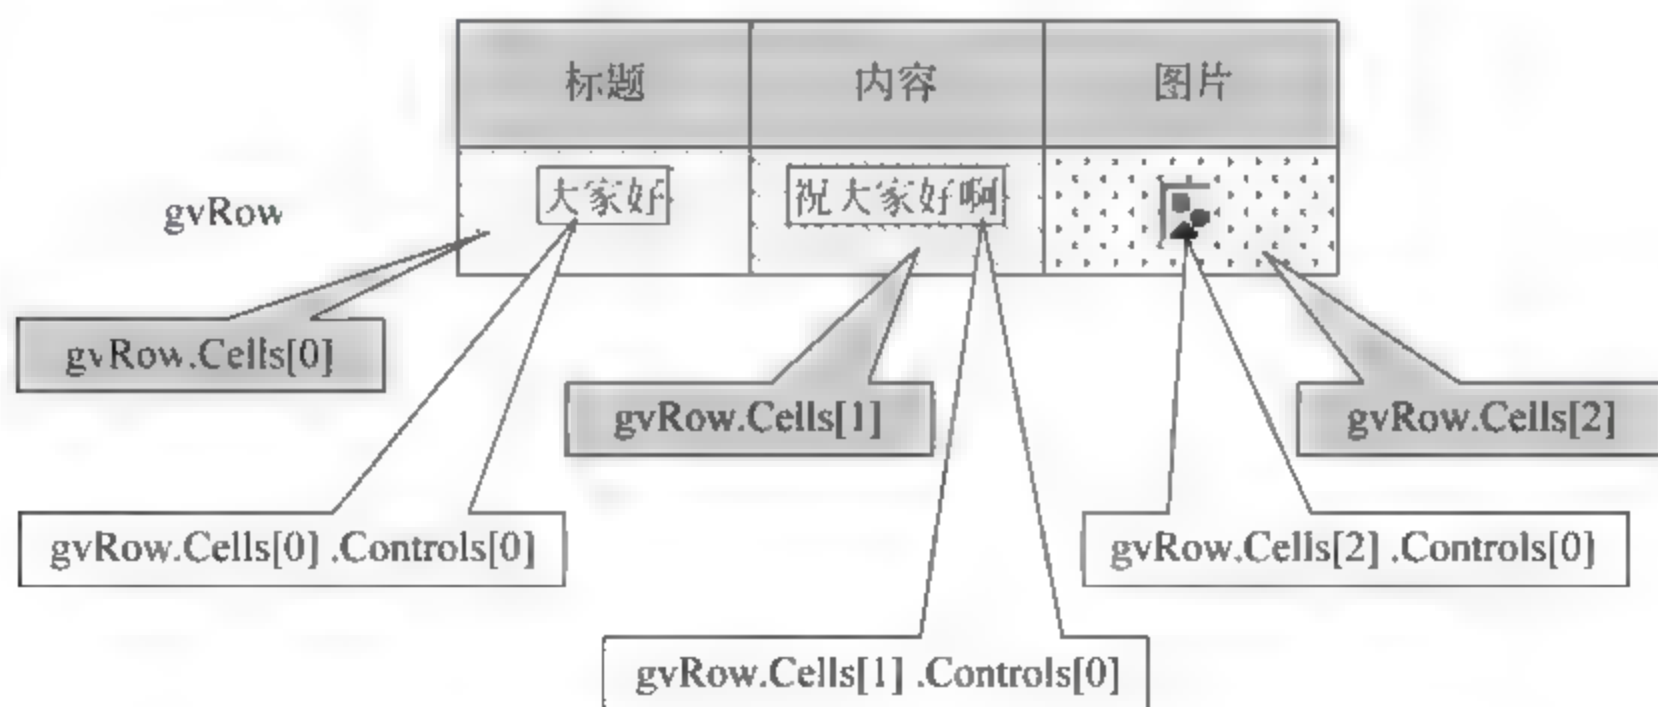 标题 内容 图片
gvRow 大家好 祝大家好啊
gvRow.Cells[0]
gvRow.Cells[1] gvRow.Cells[2]
gvRow.Cells[0] .Controls[0] gvRow.Cells[2] .Controls[0]
gvRow.Cells[1] .Controls[0]